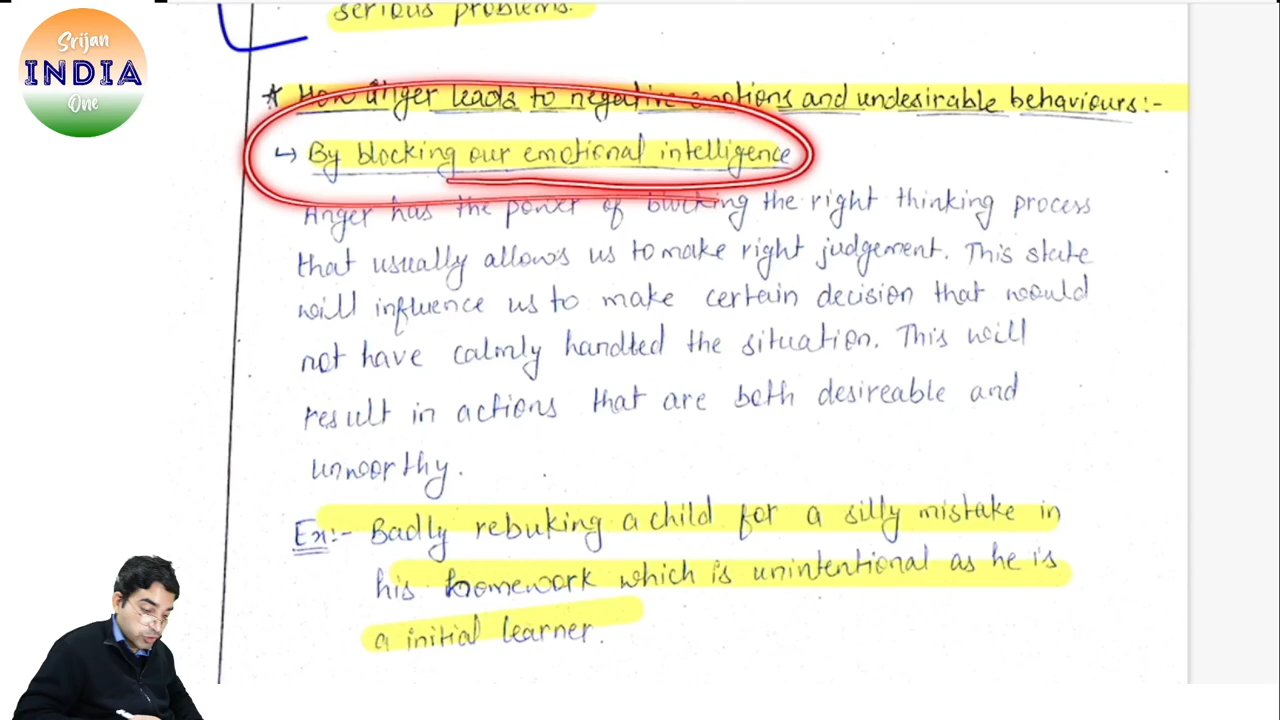 Srijan
INDIA
One
serious problems.
* How anger leads to negative emotions and undesirable behaviours:-
↳ By blocking our emotional intelligence
Anger has the power of blocking the right thinking process
that usually allows us to make right judgement. This state
will influence us to make certain decision that would
not have calmly handled the situation. This will
result in actions that are both desireable and
unworthy.
Ex:- Badly rebuking a child for a silly mistake in
his homework which is unintentional as he is
a initial learner.